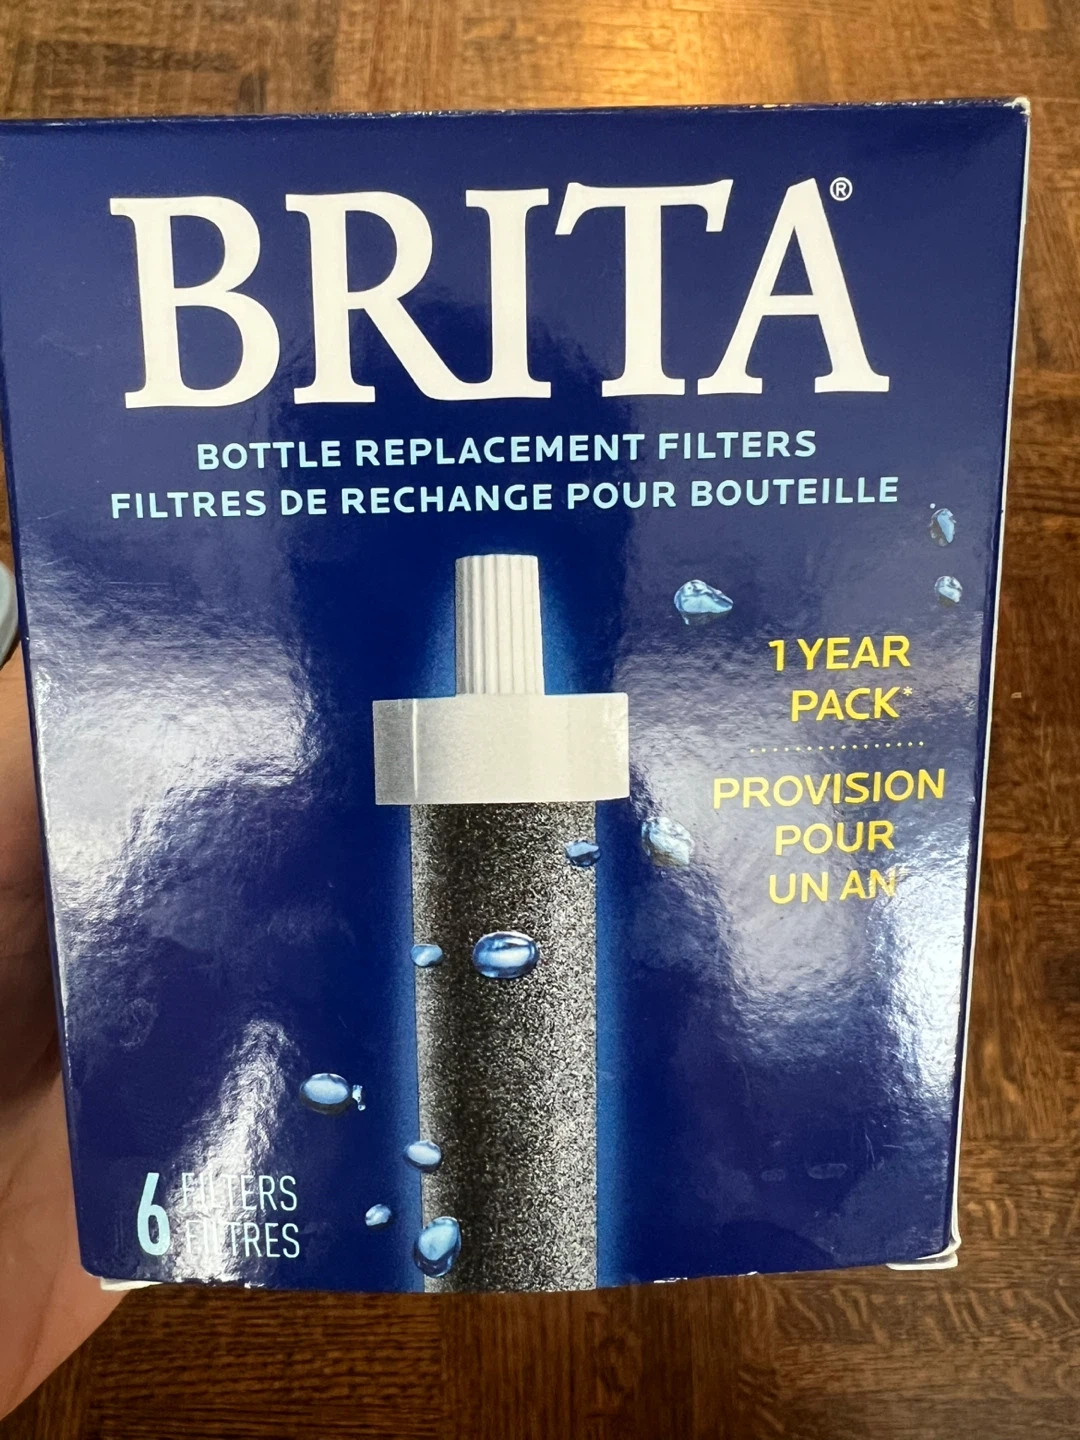 BRITA®
BOTTLE REPLACEMENT FILTERS
FILTRES DE RECHANGE POUR BOUTEILLE
1 YEAR
PACK*
PROVISION
POUR
UN AN*
6 FILTERS
FILTRES